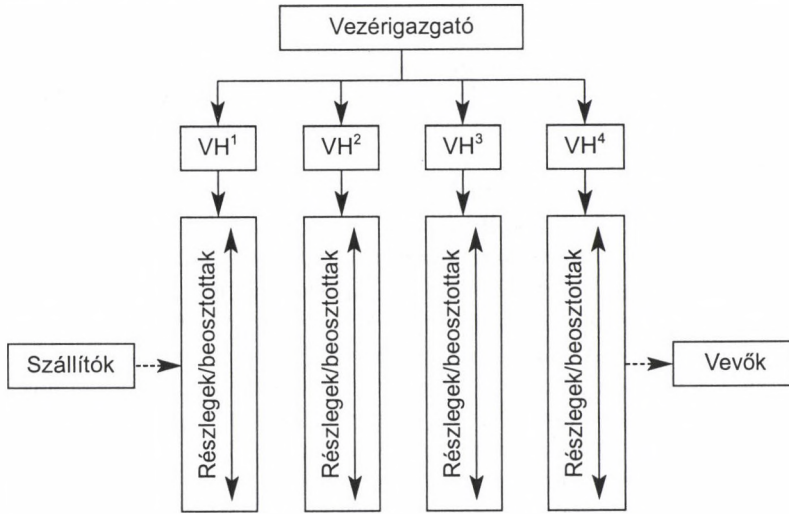 Vezérigazgató
VH¹
VH²
VH³
VH⁴
Részlegek/beosztottak
Részlegek/beosztottak
Részlegek/beosztottak
Részlegek/beosztottak
Szállítók
Vevők